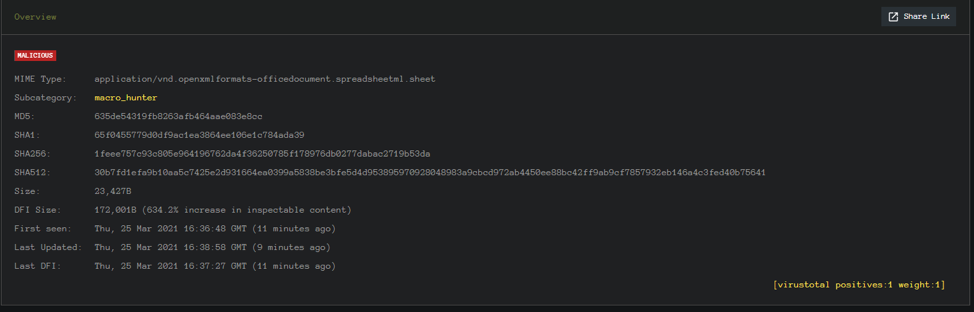 Overview
Share Link
MALICIOUS
MIME Type: application/vnd.openxmlformats-officedocument.spreadsheetml.sheet
Subcategory: macro_hunter
MD5: 635de54319fb8263afb464aae083e8cc
SHA1: 65f0455779d0df9ac1ea3864ee106e1c784ada39
SHA256: 1feee757c93c805e964196762da4f36250785f178976db0277dabac2719b53da
SHA512: 30b7fd1efa9b10aa5c7425e2d931664ea0399a5838be3bfe5d4d953895970928048983a9cbcd972ab4450ee88bc42ff9ab9cf7857932eb146a4c3fed40b75641
Size: 23,427B
DFI Size: 172,001B (634.2% increase in inspectable content)
First seen: Thu, 25 Mar 2021 16:36:48 GMT (11 minutes ago)
Last Updated: Thu, 25 Mar 2021 16:38:58 GMT (9 minutes ago)
Last DFI: Thu, 25 Mar 2021 16:37:27 GMT (11 minutes ago)
[virustotal positives:1 weight:1]